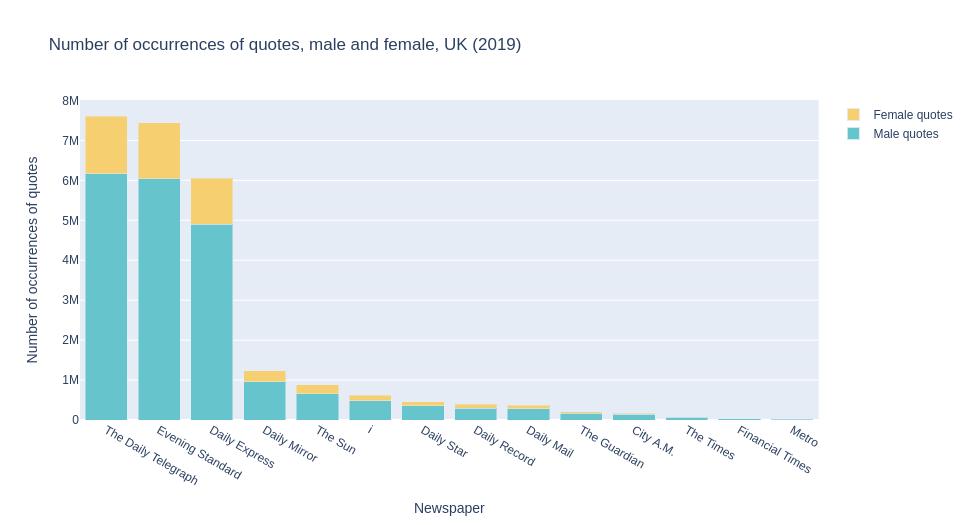 Number of occurrences of quotes, male and female, UK (2019)
Female quotes
Male quotes
Number of occurrences of quotes
8M
7M
6M
5M
4M
3M
2M
1M
0
The Daily Telegraph
Evening Standard
Daily Express
Daily Mirror
The Sun
i
Daily Star
Daily Record
Daily Mail
The Guardian
City A.M.
The Times
Financial Times
Metro
Newspaper